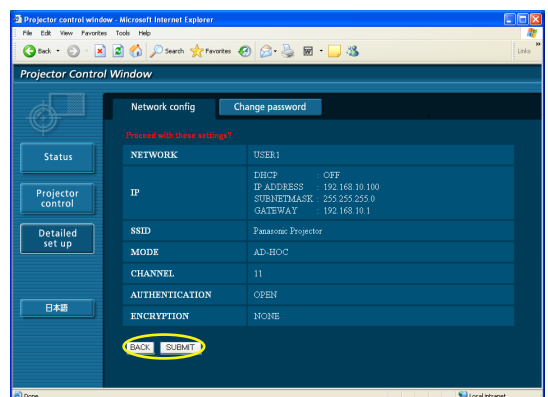 Projector control window - Microsoft Internet Explorer
File Edit View Favorites Tools Help
Back Search Favorites Links
Projector Control Window
Network config Change password
Proceed with these settings?
Status
Projector control
Detailed set up
日本語
NETWORK USER1
IP
DHCP : OFF
IP ADDRESS : 192.168.10.100
SUBNETMASK : 255.255.255.0
GATEWAY : 192.168.10.1
SSID Panasonic Projector
MODE AD-HOC
CHANNEL 11
AUTHENTICATION OPEN
ENCRYPTION NONE
BACK SUBMIT
Done Local intranet